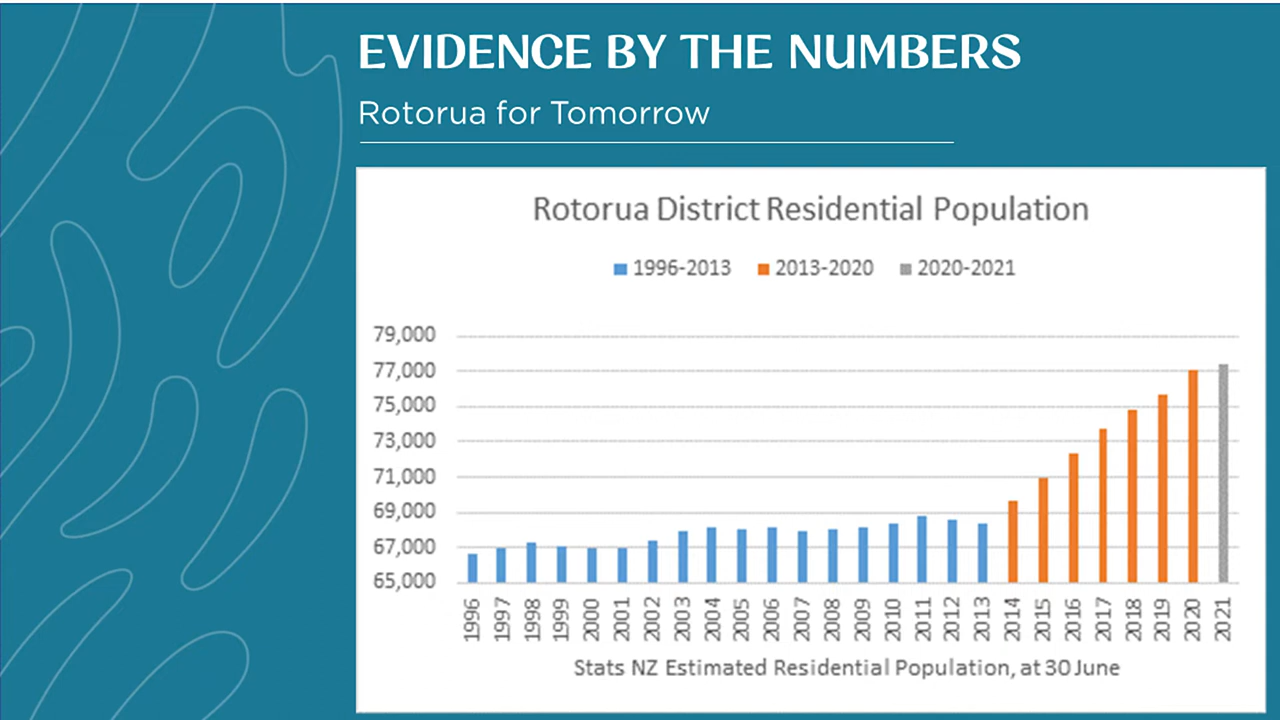 EVIDENCE BY THE NUMBERS
Rotorua for Tomorrow
Rotorua District Residential Population
1996-2013 2013-2020 2020-2021
79,000
77,000
75,000
73,000
71,000
69,000
67,000
65,000
1996 1997 1998 1999 2000 2001 2002 2003 2004 2005 2006 2007 2008 2009 2010 2011 2012 2013 2014 2015 2016 2017 2018 2019 2020 2021
Stats NZ Estimated Residential Population, at 30 June